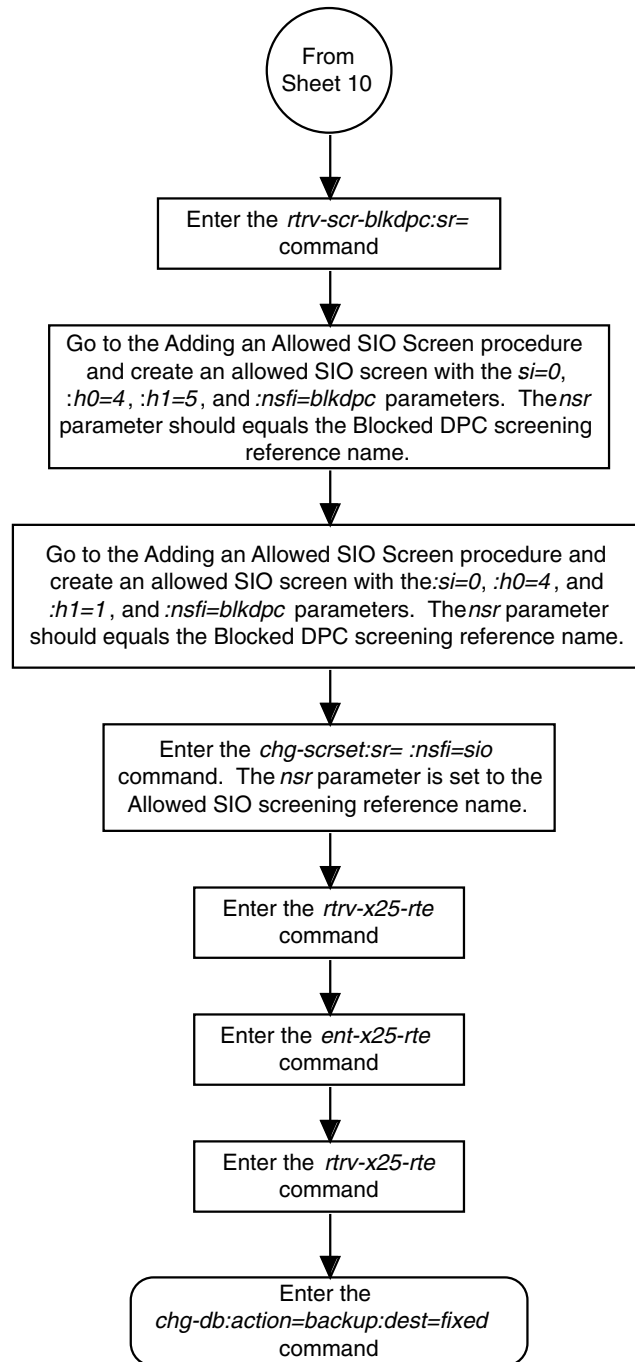 From
Sheet 10
Enter the rtrv-scr-blkdpc:sr=
command
Go to the Adding an Allowed SIO Screen procedure
and create an allowed SIO screen with the si=0,
:h0=4, :h1=5, and :nsfi=blkdpc parameters. The nsr
parameter should equals the Blocked DPC screening
reference name.
Go to the Adding an Allowed SIO Screen procedure and
create an allowed SIO screen with the :si=0, :h0=4, and
:h1=1, and :nsfi=blkdpc parameters. The nsr parameter
should equals the Blocked DPC screening reference name.
Enter the chg-scrset:sr= :nsfi=sio
command. The nsr parameter is set to the
Allowed SIO screening reference name.
Enter the rtrv-x25-rte
command
Enter the ent-x25-rte
command
Enter the rtrv-x25-rte
command
Enter the
chg-db:action=backup:dest=fixed
command